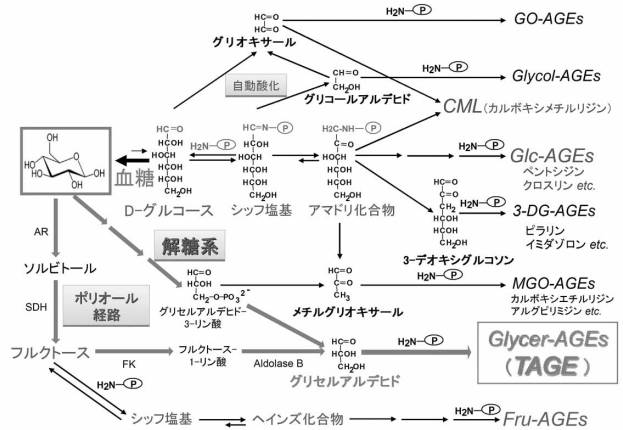 HC=O
HC=O
グリオキサール
H2N-P
GO-AGEs
自動酸化
CH=O
CH2OH
グリコールアルデヒド
H2N-P
Glycol-AGEs
CML(カルボキシメチルリジン)
OH
HO
O
HO
OH
OH
血糖
HC=O
HCOH
HOCH
HCOH
HCOH
CH2OH
D-グルコース
H2N-P
HC=N-P
HCOH
HOCH
HCOH
HCOH
CH2OH
シッフ塩基
H2C-NH-P
C=O
HOCH
HCOH
HCOH
CH2OH
アマドリ化合物
H2N-P
Glc-AGEs
ペントシジン
クロスリン etc.
HC=O
C=O
CH2
HCOH
HCOH
CH2OH
3-デオキシグルコソン
H2N-P
3-DG-AGEs
ピラリン
イミダゾロン etc.
AR
ソルビトール
SDH
ポリオール
経路
フルクトース
解糖系
HC=O
HCOH
CH2-O-PO3 2-
グリセルアルデヒド-
3-リン酸
HC=O
C=O
CH3
メチルグリオキサール
H2N-P
MGO-AGEs
カルボキシエチルリジン
アルグピリミジン etc.
FK
フルクトース-
1-リン酸
Aldolase B
HC=O
HCOH
CH2OH
グリセルアルデヒド
H2N-P
Glycer-AGEs
(TAGE)
H2N-P
シッフ塩基
ヘインズ化合物
H2N-P
Fru-AGEs